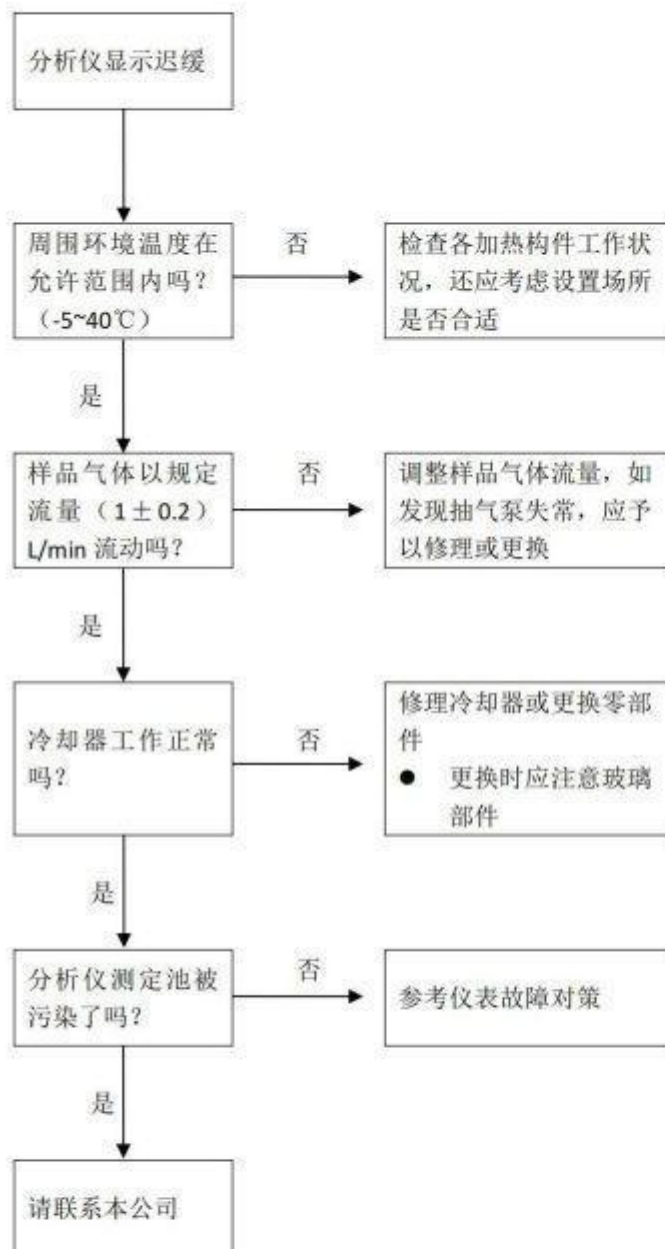 分析仪显示迟缓
周围环境温度在
允许范围内吗？
（-5~40℃）
否
检查各加热构件工作状
况，还应考虑设置场所
是否合适
是
样品气体以规定
流量（1±0.2）
L/min 流动吗？
否
调整样品气体流量，如
发现抽气泵失常，应予
以修理或更换
是
冷却器工作正常
吗？
否
修理冷却器或更换零部
件
● 更换时应注意玻璃
部件
是
分析仪测定池被
污染了吗？
否
参考仪表故障对策
是
请联系本公司